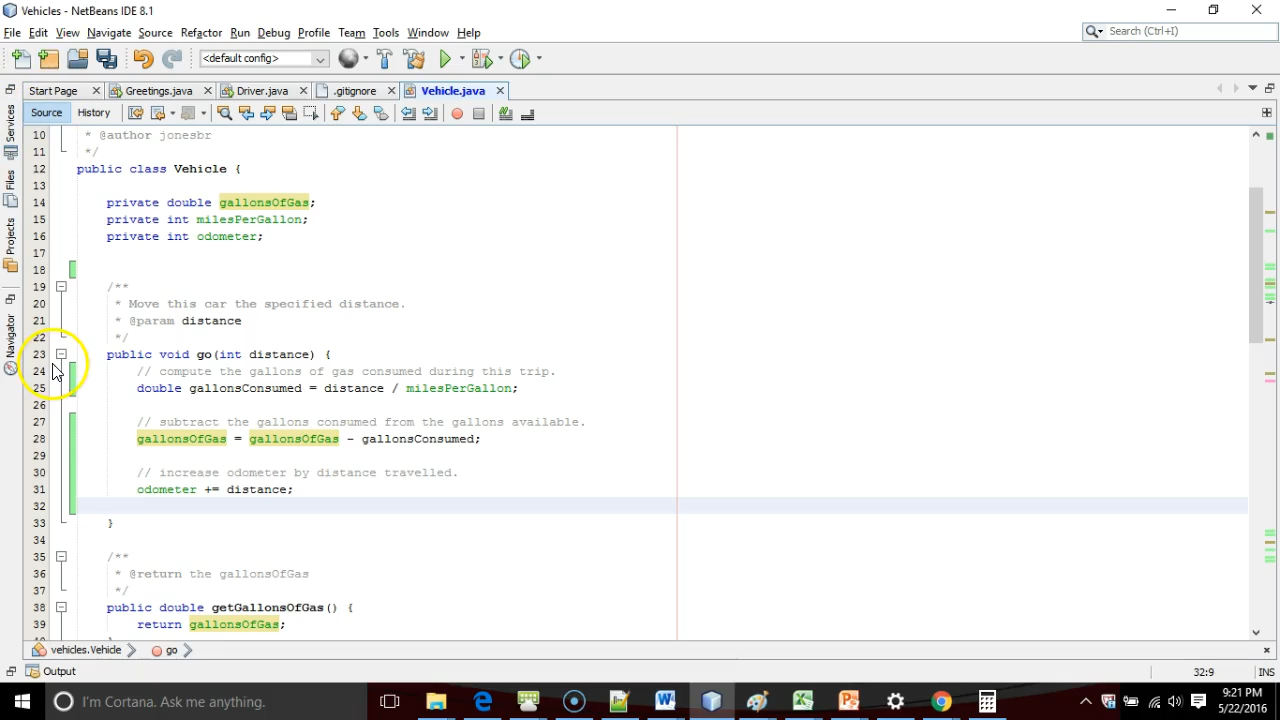 Vehicles - NetBeans IDE 8.1
File Edit View Navigate Source Refactor Run Debug Profile Team Tools Window Help
Search (Ctrl+I)
<default config>
Start Page Greetings.java Driver.java .gitignore Vehicle.java
Source History
Services
Files
Projects
Navigator
10 * @author jonesbr
11 */
12 public class Vehicle {
13
14 private double gallonsOfGas;
15 private int milesPerGallon;
16 private int odometer;
17
18
19 /**
20 * Move this car the specified distance.
21 * @param distance
22 */
23 public void go(int distance) {
24 // compute the gallons of gas consumed during this trip.
25 double gallonsConsumed = distance / milesPerGallon;
26
27 // subtract the gallons consumed from the gallons available.
28 gallonsOfGas = gallonsOfGas - gallonsConsumed;
29
30 // increase odometer by distance travelled.
31 odometer += distance;
32
33 }
34
35 /**
36 * @return the gallonsOfGas
37 */
38 public double getGallonsOfGas() {
39 return gallonsOfGas;
vehicles.Vehicle go
Output
32:9 INS
I'm Cortana. Ask me anything.
9:21 PM
5/22/2016